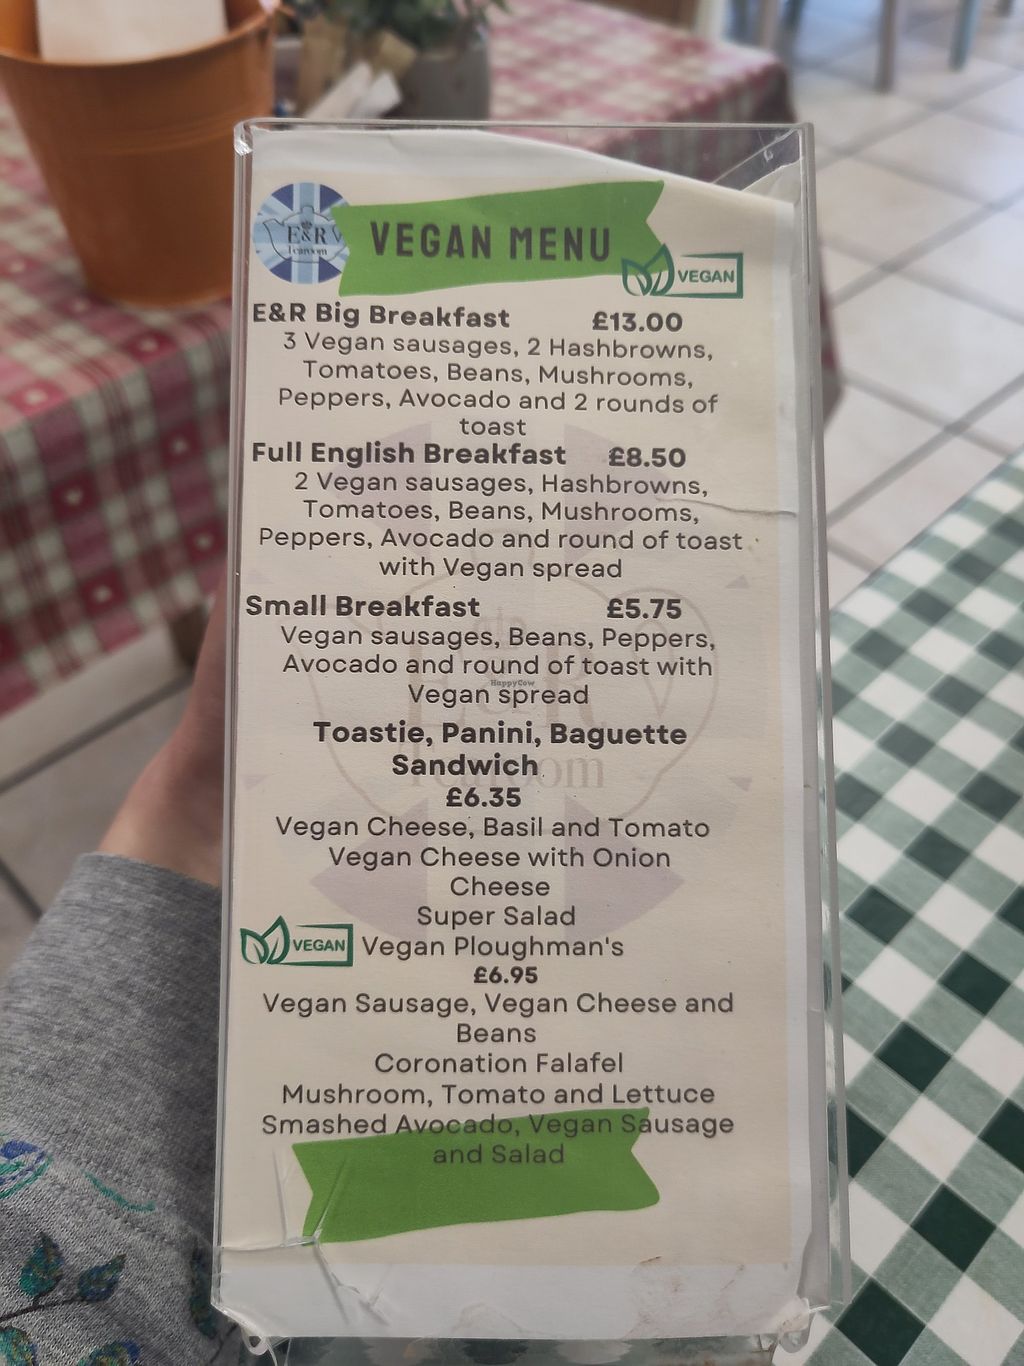 E&R
Tearoom
VEGAN MENU
VEGAN
E&R Big Breakfast £13.00
3 Vegan sausages, 2 Hashbrowns,
Tomatoes, Beans, Mushrooms,
Peppers, Avocado and 2 rounds of
toast
Full English Breakfast £8.50
2 Vegan sausages, Hashbrowns,
Tomatoes, Beans, Mushrooms,
Peppers, Avocado and round of toast
with Vegan spread
Small Breakfast £5.75
Vegan sausages, Beans, Peppers,
Avocado and round of toast with
HappyCow
Vegan spread
E&R
Toastie, Panini, Baguette
Sandwich
Tearoom
£6.35
Vegan Cheese, Basil and Tomato
Vegan Cheese with Onion
Cheese
Super Salad
VEGAN
Vegan Ploughman's
£6.95
Vegan Sausage, Vegan Cheese and
Beans
Coronation Falafel
Mushroom, Tomato and Lettuce
Smashed Avocado, Vegan Sausage
and Salad